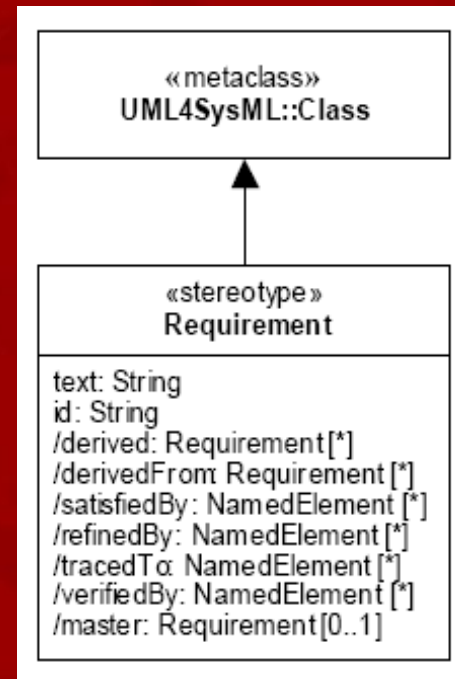 «metaclass»
UML4SysML::Class
«stereotype»
Requirement
text: String
id: String
/derived: Requirement[*]
/derivedFrom: Requirement[*]
/satisfiedBy: NamedElement [*]
/refinedBy: NamedElement [*]
/tracedTo: NamedElement [*]
/verifiedBy: NamedElement [*]
/master: Requirement[0..1]